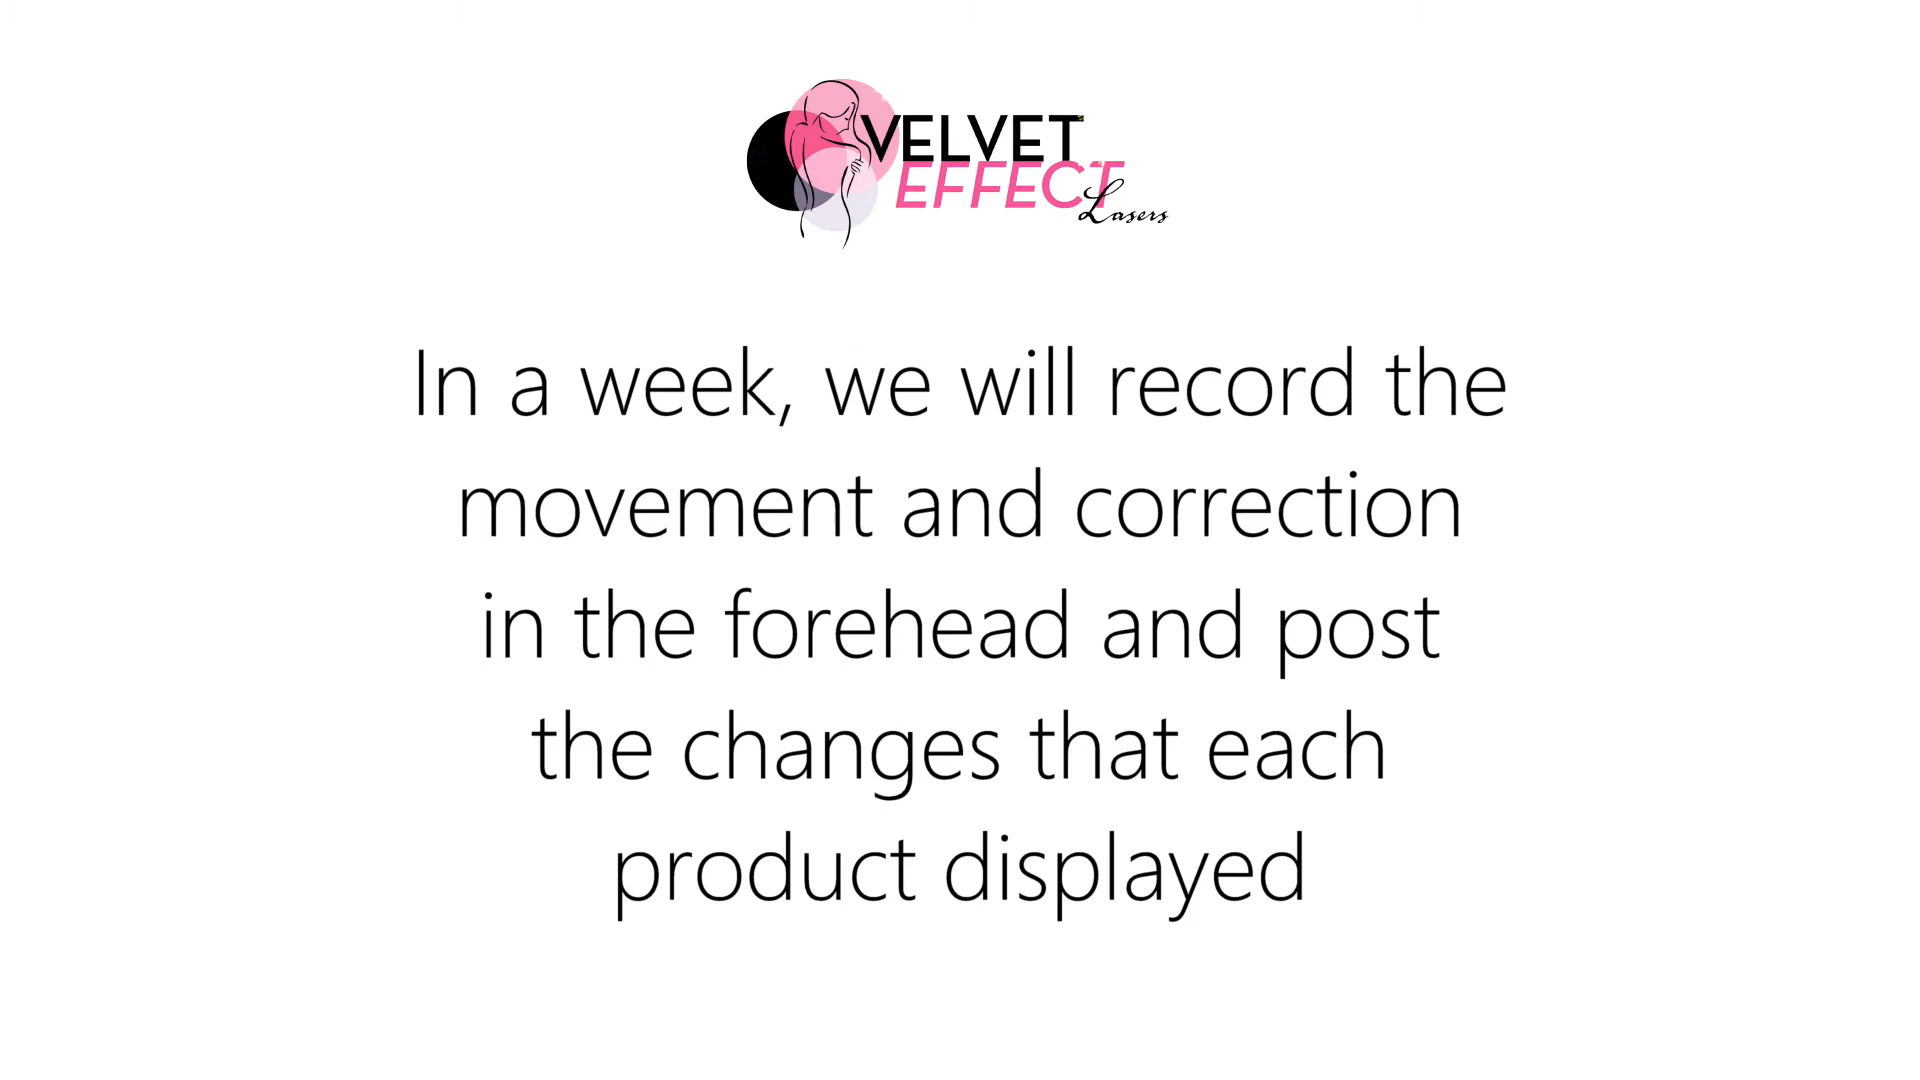 VELVET
EFFECT
Lasers
In a week, we will record the
movement and correction
in the forehead and post
the changes that each
product displayed